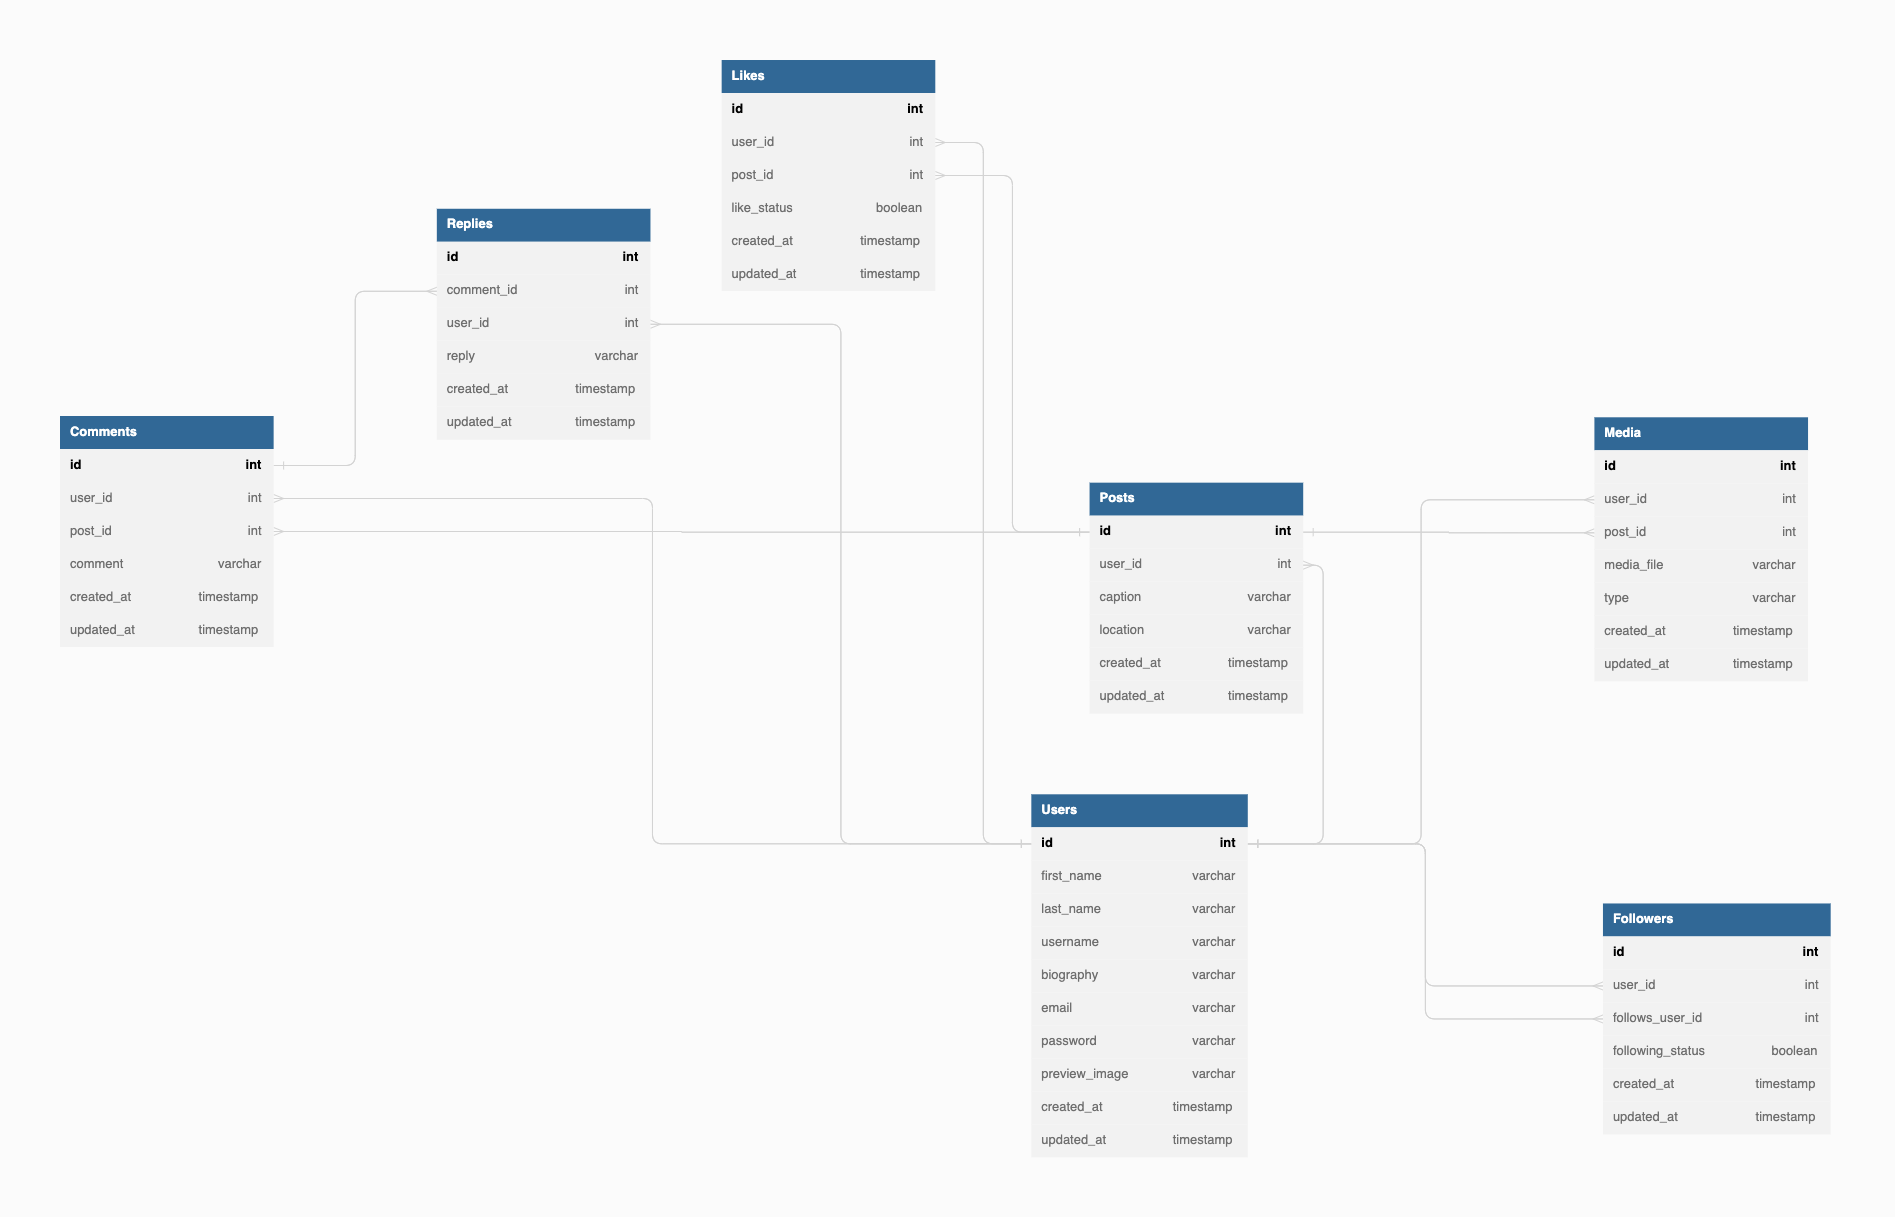 Likes
id int
user_id int
post_id int
like_status boolean
created_at timestamp
updated_at timestamp
Replies
id int
comment_id int
user_id int
reply varchar
created_at timestamp
updated_at timestamp
Comments
id int
user_id int
post_id int
comment varchar
created_at timestamp
updated_at timestamp
Posts
id int
user_id int
caption varchar
location varchar
created_at timestamp
updated_at timestamp
Media
id int
user_id int
post_id int
media_file varchar
type varchar
created_at timestamp
updated_at timestamp
Users
id int
first_name varchar
last_name varchar
username varchar
biography varchar
email varchar
password varchar
preview_image varchar
created_at timestamp
updated_at timestamp
Followers
id int
user_id int
follows_user_id int
following_status boolean
created_at timestamp
updated_at timestamp